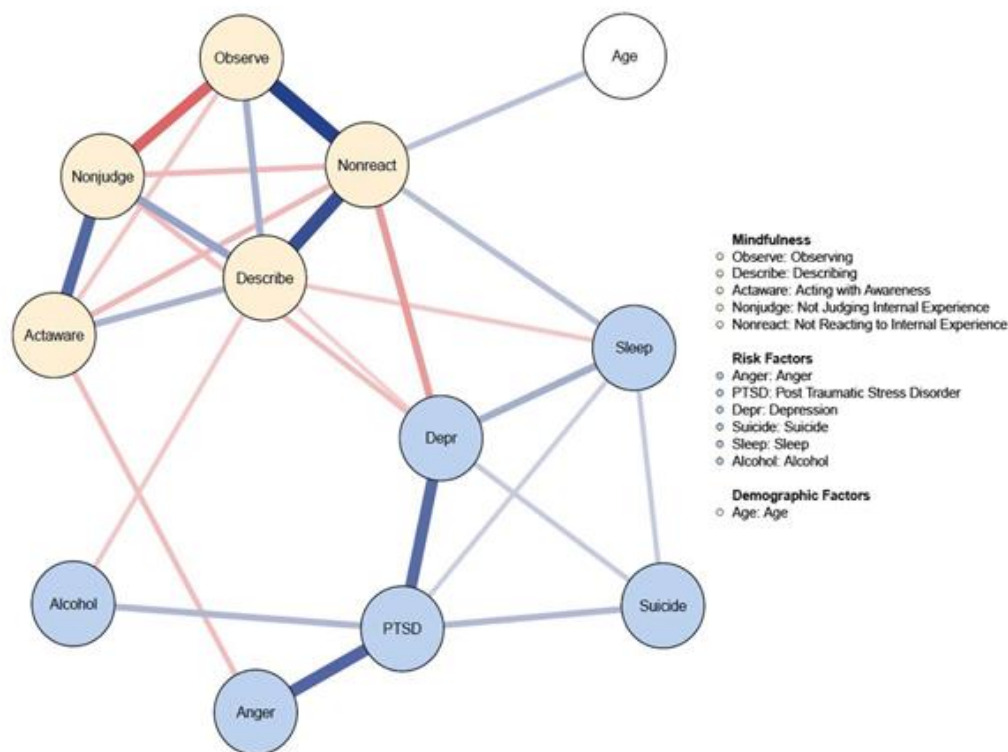 Observe
Age
Nonjudge
Nonreact
Describe
Actaware
Sleep
Depr
Alcohol
PTSD
Suicide
Anger
Mindfulness
Observe: Observing
Describe: Describing
Actaware: Acting with Awareness
Nonjudge: Not Judging Internal Experience
Nonreact: Not Reacting to Internal Experience
Risk Factors
Anger: Anger
PTSD: Post Traumatic Stress Disorder
Depr: Depression
Suicide: Suicide
Sleep: Sleep
Alcohol: Alcohol
Demographic Factors
Age: Age